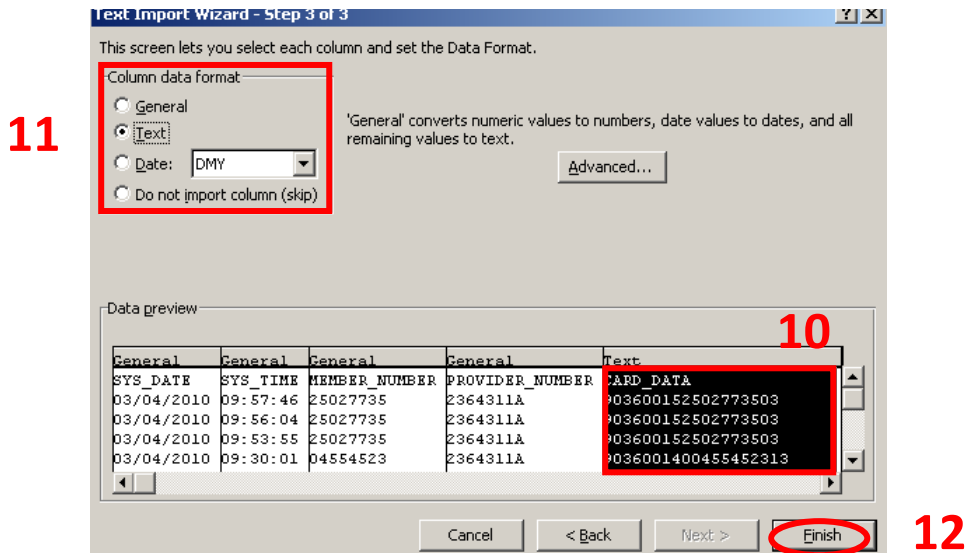 Text Import Wizard - Step 3 of 3
This screen lets you select each column and set the Data Format.
Column data format
General
Text
Date: DMY
Do not import column (skip)
11
'General' converts numeric values to numbers, date values to dates, and all
remaining values to text.
Advanced...
Data preview
10
General General General General Text
SYS_DATE SYS_TIME MEMBER_NUMBER PROVIDER_NUMBER CARD_DATA
03/04/2010 09:57:46 25027735 2364311A 903600152502773503
03/04/2010 09:56:04 25027735 2364311A 903600152502773503
03/04/2010 09:53:55 25027735 2364311A 903600152502773503
03/04/2010 09:30:01 04554523 2364311A 9036001400455452313
Cancel < Back Next > Finish
12